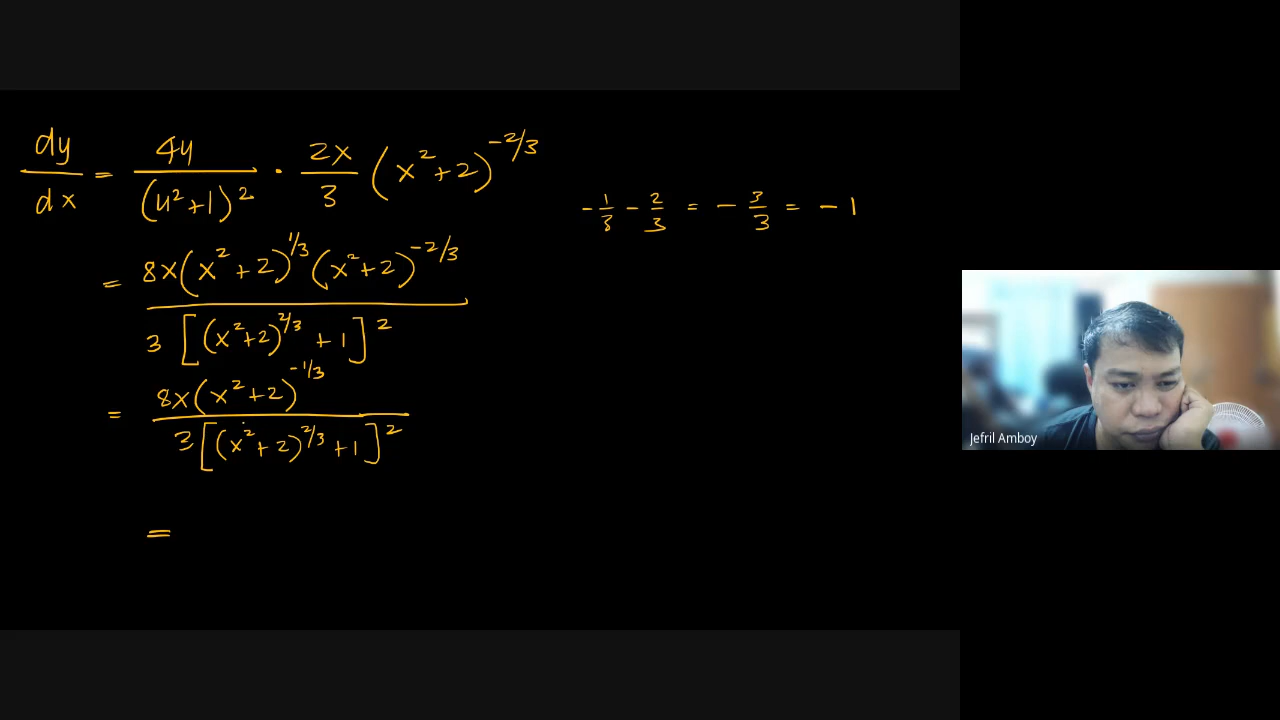 dy/dx = 4u/(u²+1)² · 2x/3 (x²+2)^-2/3
-1/3 - 2/3 = -3/3 = -1
= 8x(x²+2)^1/3 (x²+2)^-2/3 / 3[(x²+2)^2/3 + 1]²
= 8x(x²+2)^-1/3 / 3[(x²+2)^2/3 + 1]²
=
Jefril Amboy